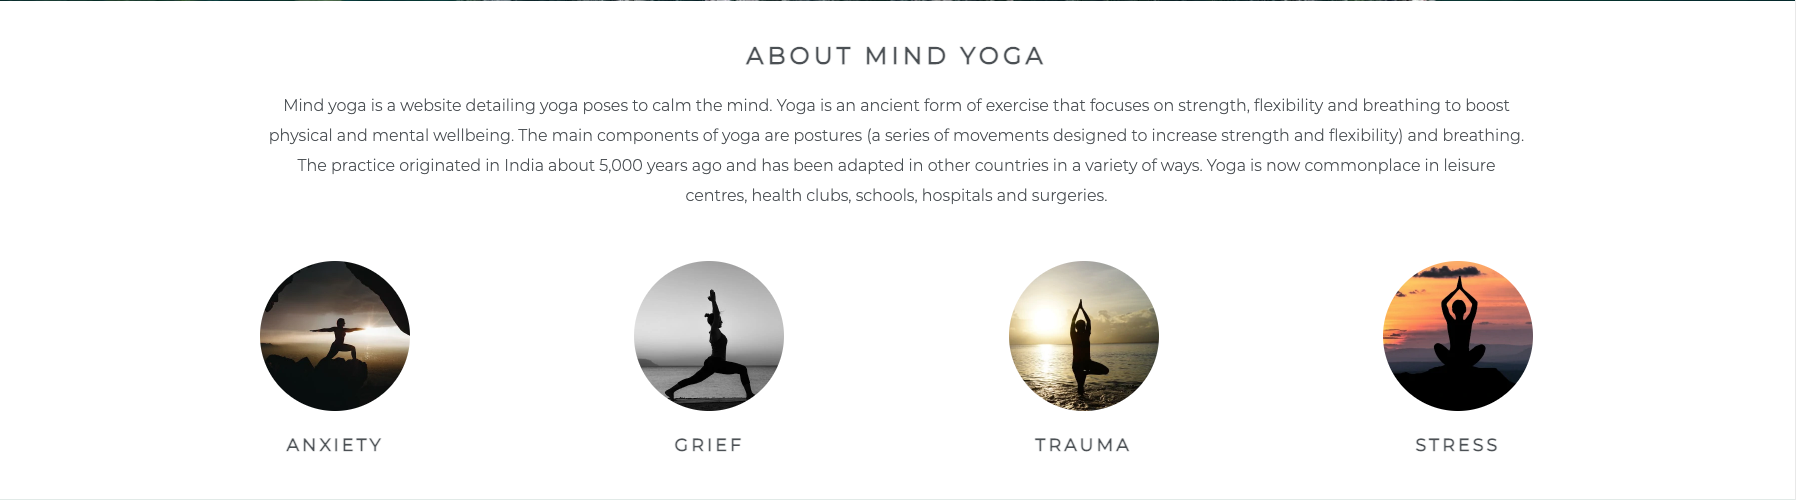 ABOUT MIND YOGA
Mind yoga is a website detailing yoga poses to calm the mind. Yoga is an ancient form of exercise that focuses on strength, flexibility and breathing to boost
physical and mental wellbeing. The main components of yoga are postures (a series of movements designed to increase strength and flexibility) and breathing.
The practice originated in India about 5,000 years ago and has been adapted in other countries in a variety of ways. Yoga is now commonplace in leisure
centres, health clubs, schools, hospitals and surgeries.
ANXIETY
GRIEF
TRAUMA
STRESS